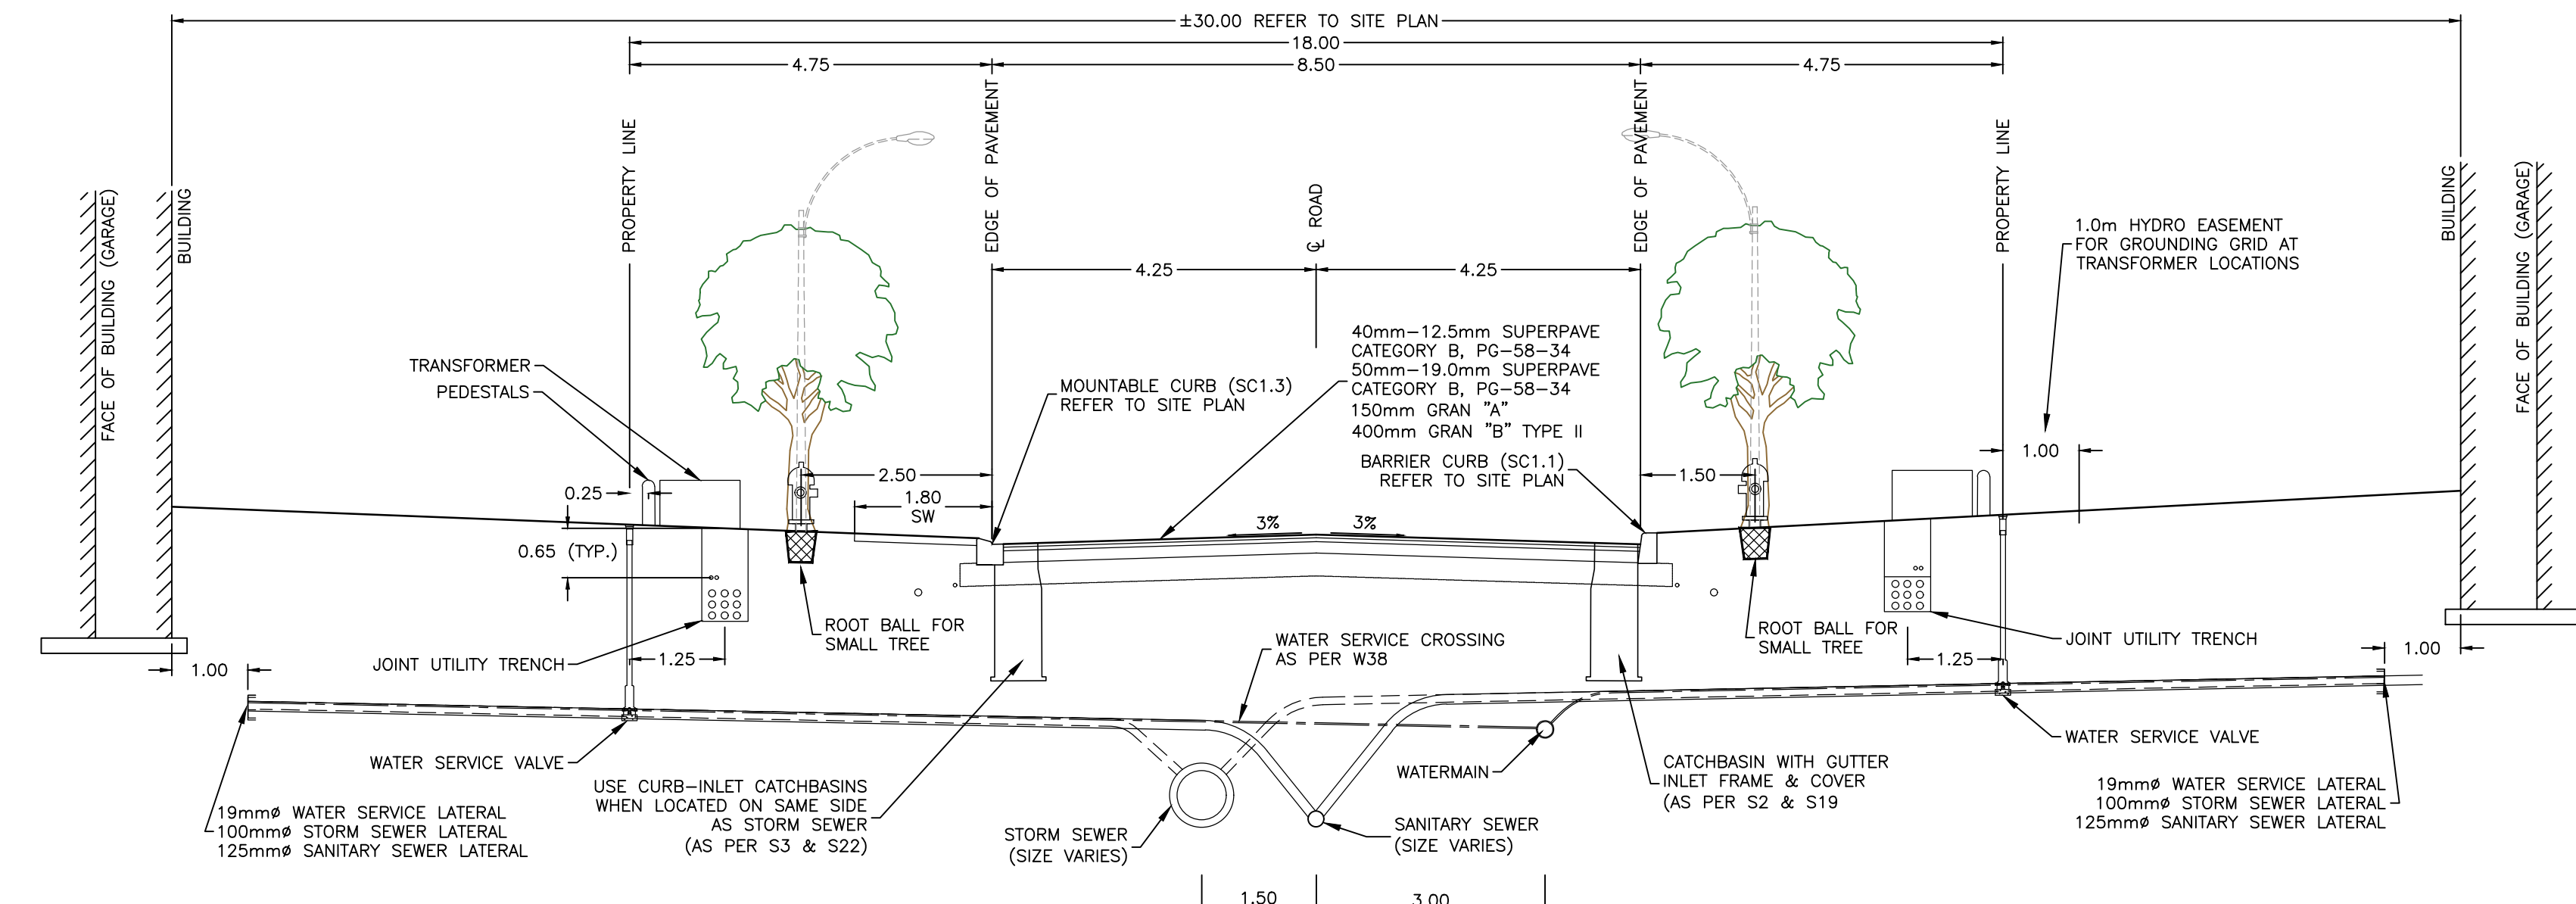 ±30.00 REFER TO SITE PLAN
18.00
4.75
8.50
4.75
FACE OF BUILDING (GARAGE)
BUILDING
PROPERTY LINE
EDGE OF PAVEMENT
℄ ROAD
EDGE OF PAVEMENT
PROPERTY LINE
BUILDING
FACE OF BUILDING (GARAGE)
1.0m HYDRO EASEMENT
FOR GROUNDING GRID AT
TRANSFORMER LOCATIONS
4.25
4.25
40mm-12.5mm SUPERPAVE
CATEGORY B, PG-58-34
50mm-19.0mm SUPERPAVE
CATEGORY B, PG-58-34
150mm GRAN "A"
400mm GRAN "B" TYPE II
TRANSFORMER
PEDESTALS
MOUNTABLE CURB (SC1.3)
REFER TO SITE PLAN
BARRIER CURB (SC1.1)
REFER TO SITE PLAN
1.00
2.50
1.50
0.25
1.80
SW
3%
3%
0.65 (TYP.)
ROOT BALL FOR
SMALL TREE
ROOT BALL FOR
SMALL TREE
WATER SERVICE CROSSING
AS PER W38
JOINT UTILITY TRENCH
1.25
1.25
JOINT UTILITY TRENCH
1.00
1.00
WATER SERVICE VALVE
WATER SERVICE VALVE
USE CURB-INLET CATCHBASINS
WHEN LOCATED ON SAME SIDE
AS STORM SEWER
(AS PER S3 & S22)
WATERMAIN
CATCHBASIN WITH GUTTER
INLET FRAME & COVER
(AS PER S2 & S19
19mmø WATER SERVICE LATERAL
100mmø STORM SEWER LATERAL
125mmø SANITARY SEWER LATERAL
19mmø WATER SERVICE LATERAL
100mmø STORM SEWER LATERAL
125mmø SANITARY SEWER LATERAL
STORM SEWER
(SIZE VARIES)
SANITARY SEWER
(SIZE VARIES)
1.50
3.00